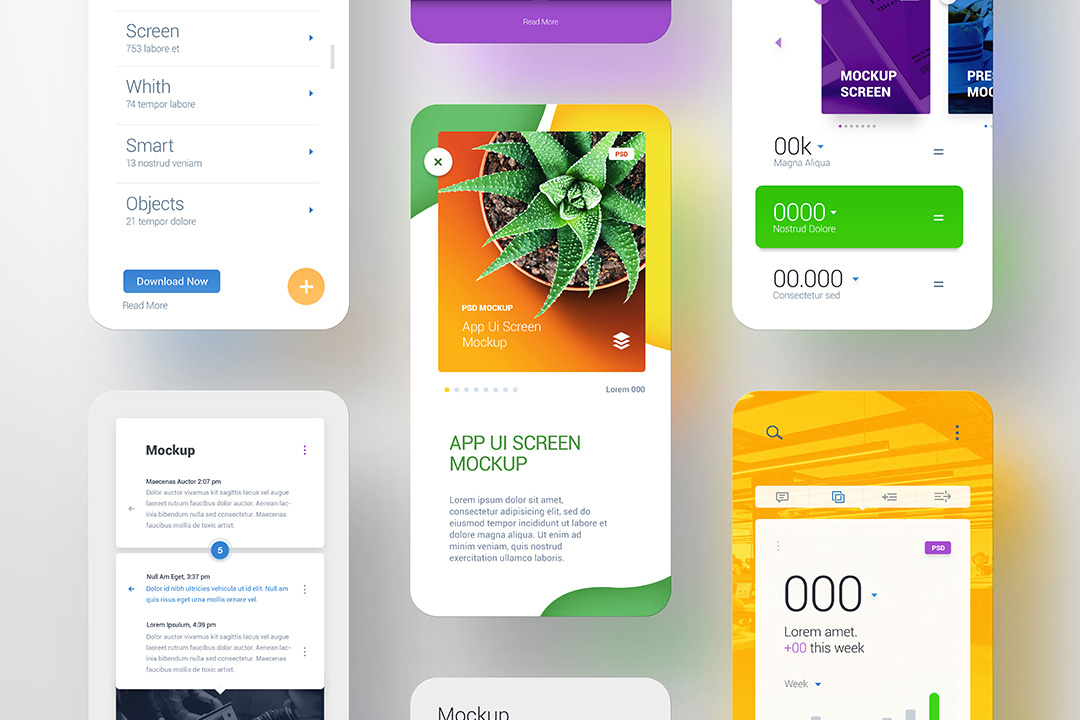 Screen
753 labore et
Whith
74 tempor labore
Smart
13 nostrud veniam
Objects
21 tempor dolore
Download Now
Read More
Mockup
Maecenas Auctor 2:07 pm
Dolor auctor vivamus kit sagittis lacus vel augue
laoreet rutrum faucibus dolor auctor. Aenean lac-
inia bibendum nulla sed consectetur. Maecenas
faucibus mollis de toxic artist.
5
Null Am Eget, 3:37 pm
Dolor id nibh ultricies vehicula ut id elit. Null am
quis risus eget urna mollis ornare vel.
Lorem Ipsulum, 4:39 pm
Dolor auctor vivamus kit sagittis lacus vel augue
laoreet rutrum faucibus dolor auctor. Aenean lac-
inia bibendum nulla sed consectetur. Maecenas
faucibus mollis de toxic artist.
Read More
PSD
PSD MOCKUP
App Ui Screen
Mockup
Lorem 000
APP UI SCREEN
MOCKUP
Lorem ipsum dolor sit amet,
consectetur adipisicing elit, sed do
eiusmod tempor incididunt ut labore et
dolore magna aliqua. Ut enim ad
minim veniam, quis nostrud
exercitation ullamco laboris.
Mockup
MOCKUP
SCREEN
PRE
MOC
00k
Magna Aliqua
0000
Nostrud Dolore
00.000
Consectetur sed
PSD
000
Lorem amet.
+00 this week
Week